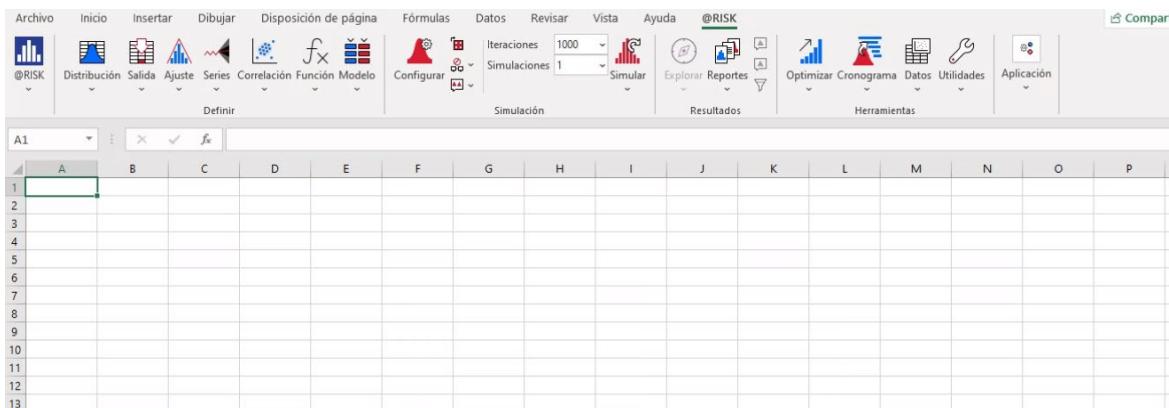 Archivo Inicio Insertar Dibujar Disposición de página Fórmulas Datos Revisar Vista Ayuda @RISK Compar
Iteraciones 1000
Simulaciones 1
@RISK Distribución Salida Ajuste Series Correlación Función Modelo Configurar Simular Explorar Reportes Optimizar Cronograma Datos Utilidades Aplicación
Definir Simulación Resultados Herramientas
A1 fx
A B C D E F G H I J K L M N O P
1
2
3
4
5
6
7
8
9
10
11
12
13